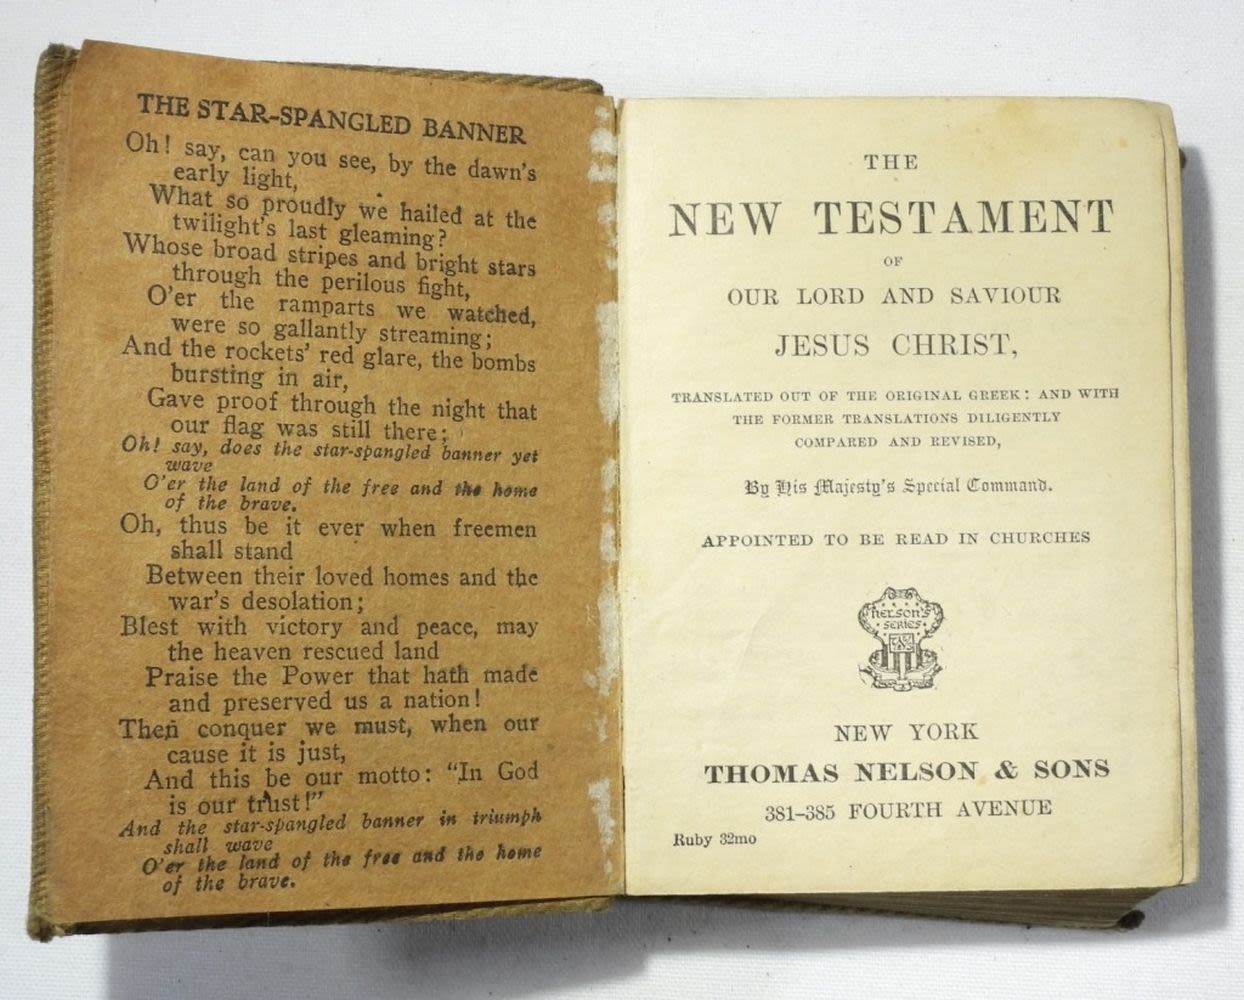 THE STAR-SPANGLED BANNER
Oh! say, can you see, by the dawn's
early light,
What so proudly we hailed at the
twilight's last gleaming?
Whose broad stripes and bright stars
through the perilous fight,
O'er the ramparts we watched,
were so gallantly streaming;
And the rockets' red glare, the bombs
bursting in air,
Gave proof through the night that
our flag was still there;
Oh! say, does the star-spangled banner yet
wave
O'er the land of the free and the home
of the brave.
Oh, thus be it ever when freemen
shall stand
Between their loved homes and the
war's desolation;
Blest with victory and peace, may
the heaven rescued land
Praise the Power that hath made
and preserved us a nation!
Then conquer we must, when our
cause it is just,
And this be our motto: "In God
is our trust!"
And the star-spangled banner in triumph
shall wave
O'er the land of the free and the home
of the brave.
THE
NEW TESTAMENT
OF
OUR LORD AND SAVIOUR
JESUS CHRIST,
TRANSLATED OUT OF THE ORIGINAL GREEK: AND WITH
THE FORMER TRANSLATIONS DILIGENTLY
COMPARED AND REVISED,
By His Majesty's Special Command.
APPOINTED TO BE READ IN CHURCHES
NELSON'S
SERIES
NEW YORK
THOMAS NELSON & SONS
381-385 FOURTH AVENUE
Ruby 32mo